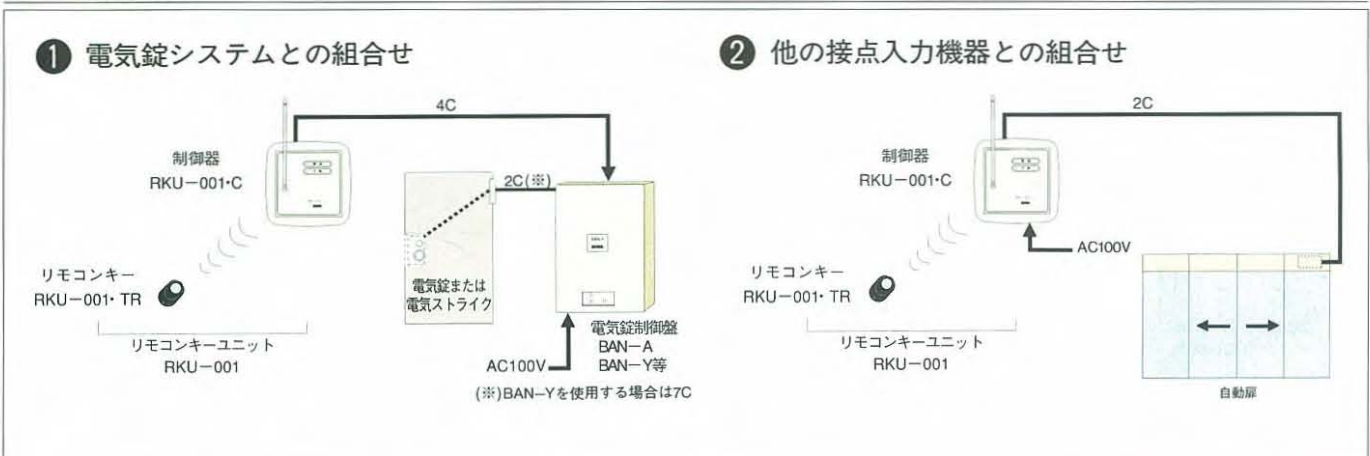 ❶ 電気錠システムとの組合せ
4C
制御器
RKU-001・C
2C(※)
リモコンキー
RKU-001・TR
電気錠または
電気ストライク
リモコンキーユニット
RKU-001
電気錠制御盤
BAN-A
BAN-Y等
AC100V
(※)BAN-Yを使用する場合は7C
❷ 他の接点入力機器との組合せ
2C
制御器
RKU-001・C
AC100V
リモコンキー
RKU-001・TR
リモコンキーユニット
RKU-001
自動扉